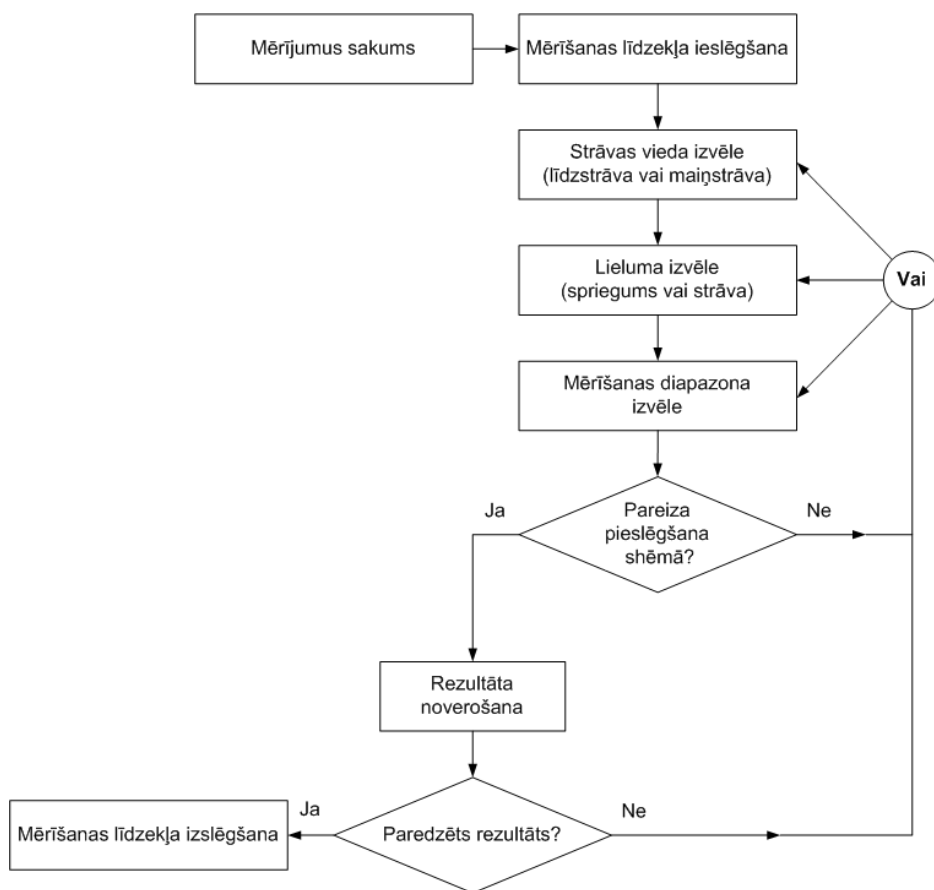 Mērījumus sakums
Mērīšanas līdzekļa ieslēgšana
Strāvas vieda izvēle
(līdzstrāva vai maiņstrāva)
Lieluma izvēle
(spriegums vai strāva)
Vai
Mērīšanas diapazona
izvēle
Ja
Pareiza
pieslēgšana
shēmā?
Ne
Rezultāta
noverošana
Ja
Paredzēts rezultāts?
Ne
Mērīšanas līdzekļa izslēgšana